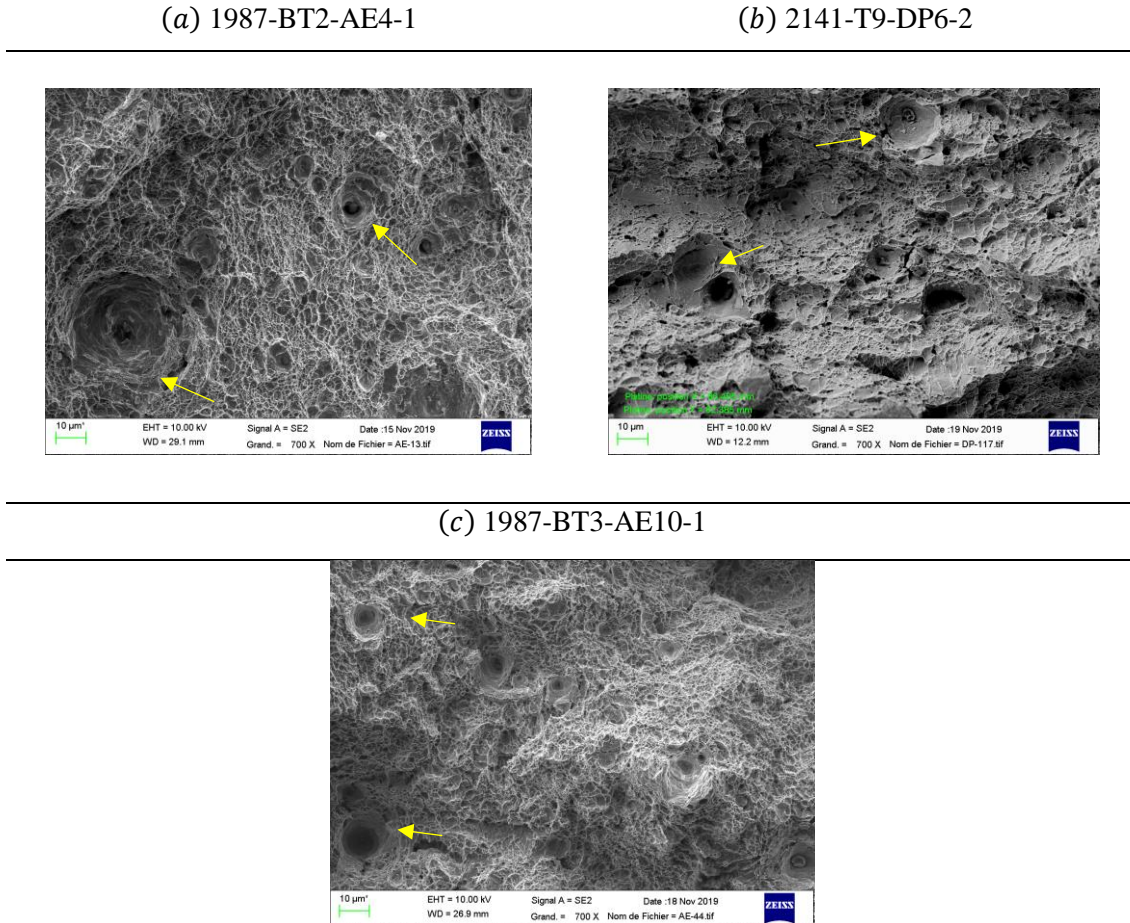 (a) 1987-BT2-AE4-1
(b) 2141-T9-DP6-2
10 µm*
EHT = 10.00 kV
WD = 29.1 mm
Signal A = SE2
Grand. = 700 X
Date :15 Nov 2019
Nom de Fichier = AE-13.tif
ZEISS
10 µm
EHT = 10.00 kV
WD = 12.2 mm
Signal A = SE2
Grand. = 700 X
Date :19 Nov 2019
Nom de Fichier = DP-117.tif
ZEISS
(c) 1987-BT3-AE10-1
10 µm*
EHT = 10.00 kV
WD = 26.9 mm
Signal A = SE2
Grand. = 700 X
Date :18 Nov 2019
Nom de Fichier = AE-44.tif
ZEISS